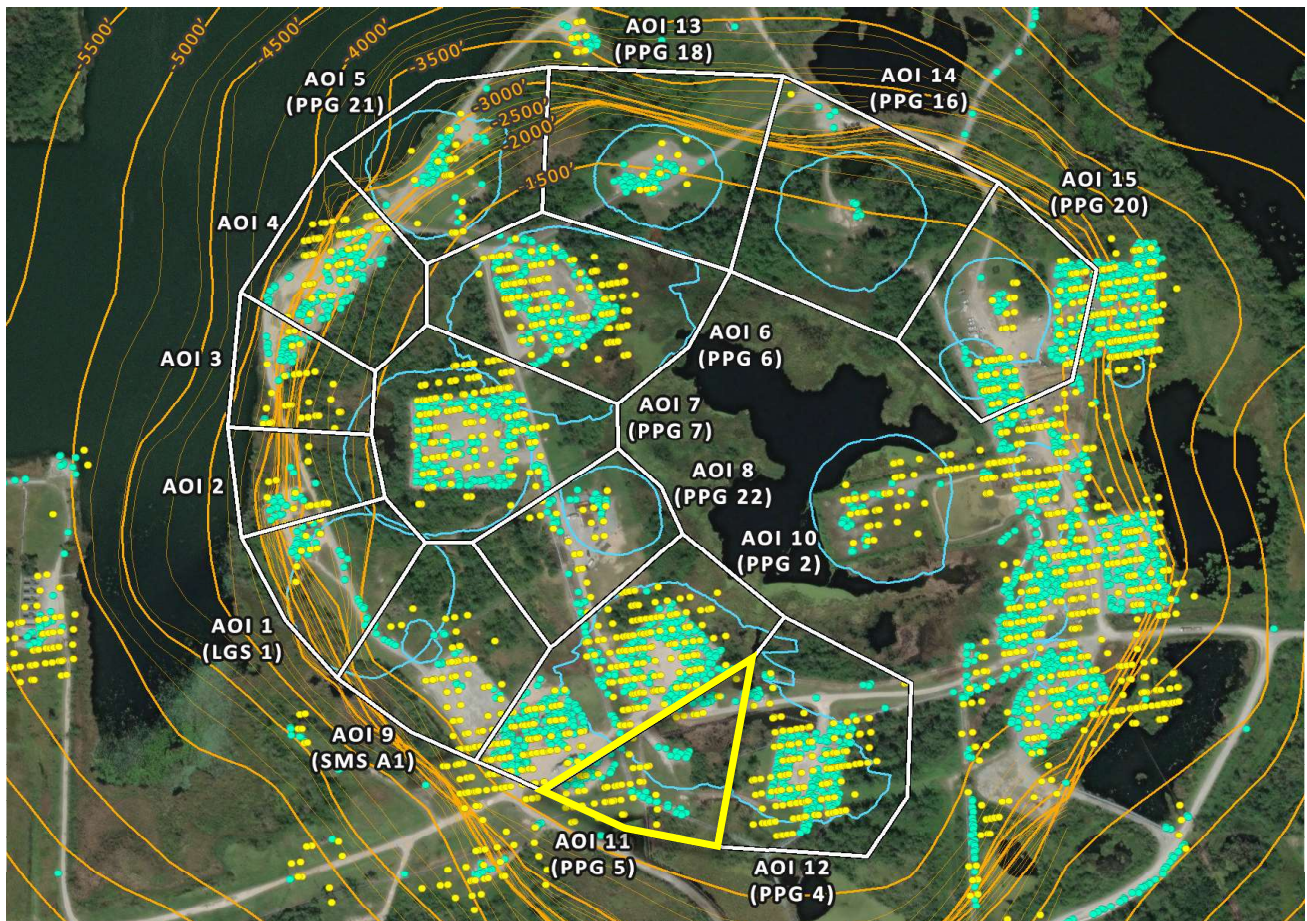 -5500'
-5000'
-4500'
-4000'
-3500'
-3000'
-2500'
-2000'
-1500'
AOI 13
(PPG 18)
AOI 5
(PPG 21)
AOI 14
(PPG 16)
AOI 15
(PPG 20)
AOI 4
AOI 3
AOI 6
(PPG 6)
AOI 7
(PPG 7)
AOI 8
(PPG 22)
AOI 2
AOI 10
(PPG 2)
AOI 1
(LGS 1)
AOI 9
(SMS A1)
AOI 11
(PPG 5)
AOI 12
(PPG 4)